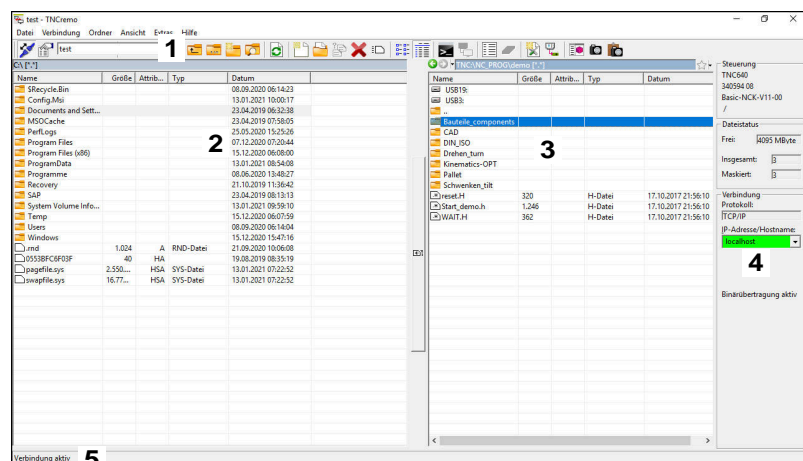 test - TNCremo
Datei Verbindung Ordner Ansicht Extras Hilfe
test
1
C:\ [*.*]
TNC:\NC_PROG\demo [*.*]
Name Größe Attrib... Typ Datum
$Recycle.Bin 08.09.2020 06:14:23
Config.Msi 13.01.2021 10:00:17
Documents and Sett... 23.04.2019 06:32:38
MSOCache 23.04.2019 07:58:05
PerfLogs 25.05.2020 15:25:26
Program Files 07.12.2020 07:20:44
Program Files (x86) 15.12.2020 06:08:00
ProgramData 13.01.2021 08:54:08
Programme 08.06.2020 13:48:27
Recovery 21.10.2019 11:36:42
SAP 23.04.2019 08:13:13
System Volume Info... 13.01.2021 09:59:10
Temp 15.12.2020 06:07:59
Users 08.09.2020 06:14:04
Windows 15.12.2020 15:47:16
.rnd 1.024 A RND-Datei 21.09.2020 10:06:08
0553BFC6F03F 40 HA 19.08.2019 08:35:19
pagefile.sys 2.550.... HSA SYS-Datei 13.01.2021 07:22:52
swapfile.sys 16.77... HSA SYS-Datei 13.01.2021 07:22:52
2
Name Größe Attrib... Typ Datum
USB19:
USB3:
..
Bauteile_components
CAD
DIN_ISO
Drehen_turn
Kinematics-OPT
Pallet
Schwenken_tilt
reset.H 320 H-Datei 17.10.2017 21:56:10
Start_demo.h 1.246 H-Datei 17.10.2017 21:56:10
WAIT.H 362 H-Datei 17.10.2017 21:56:10
3
Steuerung
TNC640
340594 08
Basic-NCK-V11-00
/
Dateistatus
Frei: 4095 MByte
Insgesamt: 3
Maskiert: 3
Verbindung
Protokoll:
TCP/IP
IP-Adresse/Hostname:
localhost
4
Binärübertragung aktiv
Verbindung aktiv
5